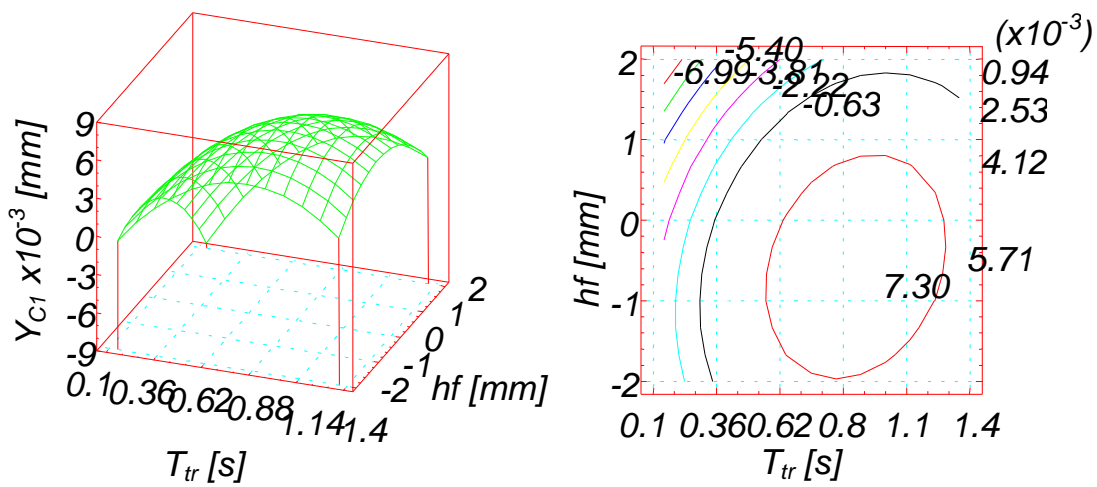 9
6
3
0
-3
-6
-9
Y_C1 x10^-3 [mm]
0.1 0.36 0.62 0.88 1.14 1.4
T_tr [s]
-2 -1 0 1 2
hf [mm]
(x10^-3)
-6.99 -5.40 -3.81 -2.22 -0.63
0.94
2.53
4.12
5.71
7.30
2
1
0
-1
-2
hf [mm]
0.1 0.36 0.62 0.8 1.1 1.4
T_tr [s]